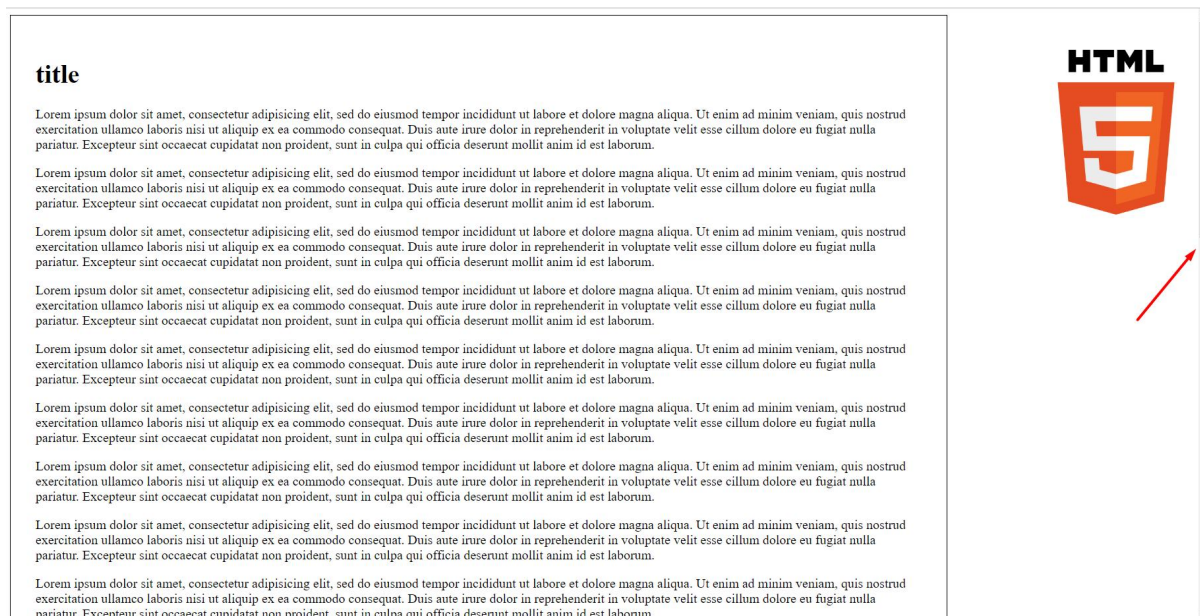 title
Lorem ipsum dolor sit amet, consectetur adipisicing elit, sed do eiusmod tempor incididunt ut labore et dolore magna aliqua. Ut enim ad minim veniam, quis nostrud
exercitation ullamco laboris nisi ut aliquip ex ea commodo consequat. Duis aute irure dolor in reprehenderit in voluptate velit esse cillum dolore eu fugiat nulla
pariatur. Excepteur sint occaecat cupidatat non proident, sunt in culpa qui officia deserunt mollit anim id est laborum.
Lorem ipsum dolor sit amet, consectetur adipisicing elit, sed do eiusmod tempor incididunt ut labore et dolore magna aliqua. Ut enim ad minim veniam, quis nostrud
exercitation ullamco laboris nisi ut aliquip ex ea commodo consequat. Duis aute irure dolor in reprehenderit in voluptate velit esse cillum dolore eu fugiat nulla
pariatur. Excepteur sint occaecat cupidatat non proident, sunt in culpa qui officia deserunt mollit anim id est laborum.
Lorem ipsum dolor sit amet, consectetur adipisicing elit, sed do eiusmod tempor incididunt ut labore et dolore magna aliqua. Ut enim ad minim veniam, quis nostrud
exercitation ullamco laboris nisi ut aliquip ex ea commodo consequat. Duis aute irure dolor in reprehenderit in voluptate velit esse cillum dolore eu fugiat nulla
pariatur. Excepteur sint occaecat cupidatat non proident, sunt in culpa qui officia deserunt mollit anim id est laborum.
Lorem ipsum dolor sit amet, consectetur adipisicing elit, sed do eiusmod tempor incididunt ut labore et dolore magna aliqua. Ut enim ad minim veniam, quis nostrud
exercitation ullamco laboris nisi ut aliquip ex ea commodo consequat. Duis aute irure dolor in reprehenderit in voluptate velit esse cillum dolore eu fugiat nulla
pariatur. Excepteur sint occaecat cupidatat non proident, sunt in culpa qui officia deserunt mollit anim id est laborum.
Lorem ipsum dolor sit amet, consectetur adipisicing elit, sed do eiusmod tempor incididunt ut labore et dolore magna aliqua. Ut enim ad minim veniam, quis nostrud
exercitation ullamco laboris nisi ut aliquip ex ea commodo consequat. Duis aute irure dolor in reprehenderit in voluptate velit esse cillum dolore eu fugiat nulla
pariatur. Excepteur sint occaecat cupidatat non proident, sunt in culpa qui officia deserunt mollit anim id est laborum.
Lorem ipsum dolor sit amet, consectetur adipisicing elit, sed do eiusmod tempor incididunt ut labore et dolore magna aliqua. Ut enim ad minim veniam, quis nostrud
exercitation ullamco laboris nisi ut aliquip ex ea commodo consequat. Duis aute irure dolor in reprehenderit in voluptate velit esse cillum dolore eu fugiat nulla
pariatur. Excepteur sint occaecat cupidatat non proident, sunt in culpa qui officia deserunt mollit anim id est laborum.
Lorem ipsum dolor sit amet, consectetur adipisicing elit, sed do eiusmod tempor incididunt ut labore et dolore magna aliqua. Ut enim ad minim veniam, quis nostrud
exercitation ullamco laboris nisi ut aliquip ex ea commodo consequat. Duis aute irure dolor in reprehenderit in voluptate velit esse cillum dolore eu fugiat nulla
pariatur. Excepteur sint occaecat cupidatat non proident, sunt in culpa qui officia deserunt mollit anim id est laborum.
Lorem ipsum dolor sit amet, consectetur adipisicing elit, sed do eiusmod tempor incididunt ut labore et dolore magna aliqua. Ut enim ad minim veniam, quis nostrud
exercitation ullamco laboris nisi ut aliquip ex ea commodo consequat. Duis aute irure dolor in reprehenderit in voluptate velit esse cillum dolore eu fugiat nulla
pariatur. Excepteur sint occaecat cupidatat non proident, sunt in culpa qui officia deserunt mollit anim id est laborum.
Lorem ipsum dolor sit amet, consectetur adipisicing elit, sed do eiusmod tempor incididunt ut labore et dolore magna aliqua. Ut enim ad minim veniam, quis nostrud
exercitation ullamco laboris nisi ut aliquip ex ea commodo consequat. Duis aute irure dolor in reprehenderit in voluptate velit esse cillum dolore eu fugiat nulla
pariatur. Excepteur sint occaecat cupidatat non proident, sunt in culpa qui officia deserunt mollit anim id est laborum.
HTML
5